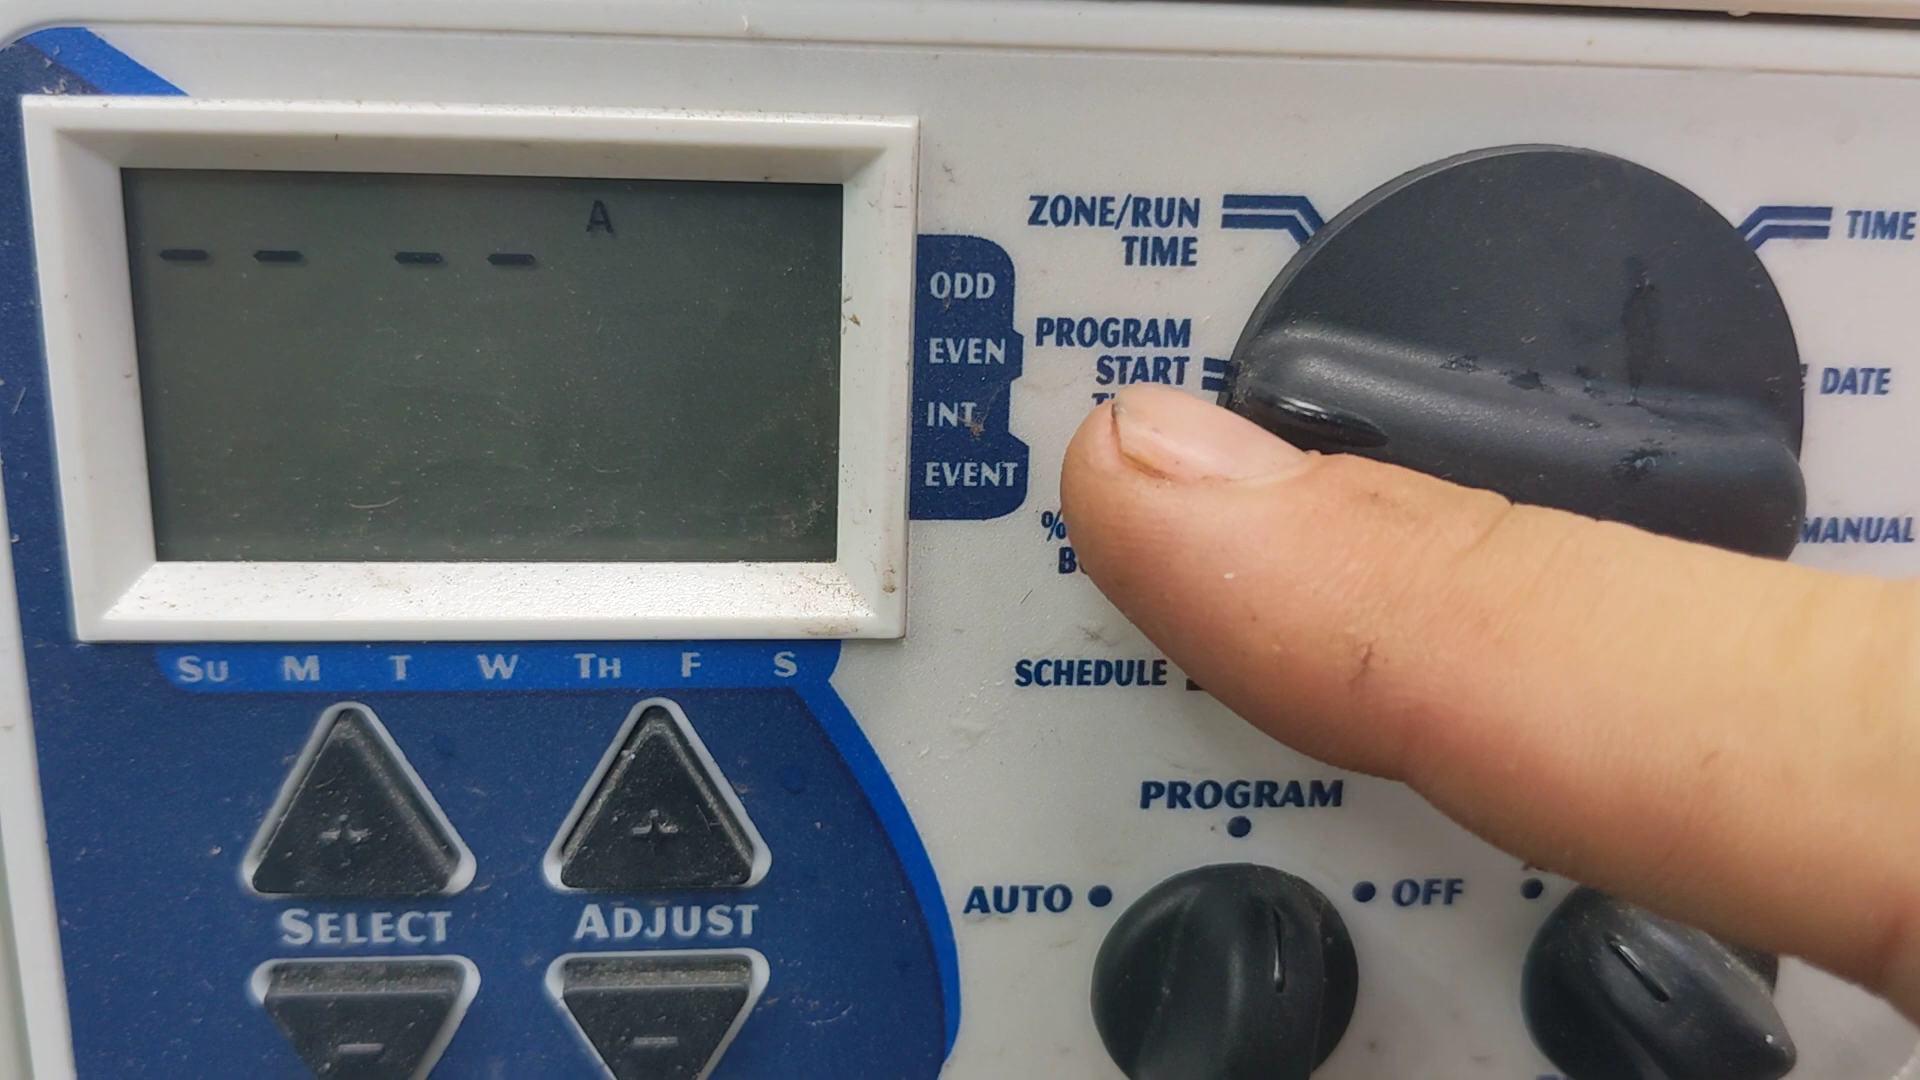 A
-- --
ODD
EVEN
INT
EVENT
ZONE/RUN
TIME
PROGRAM
START
%
TIME
DATE
MANUAL
SCHEDULE
SU M T W TH F S
+ +
SELECT ADJUST
- -
PROGRAM
AUTO
OFF